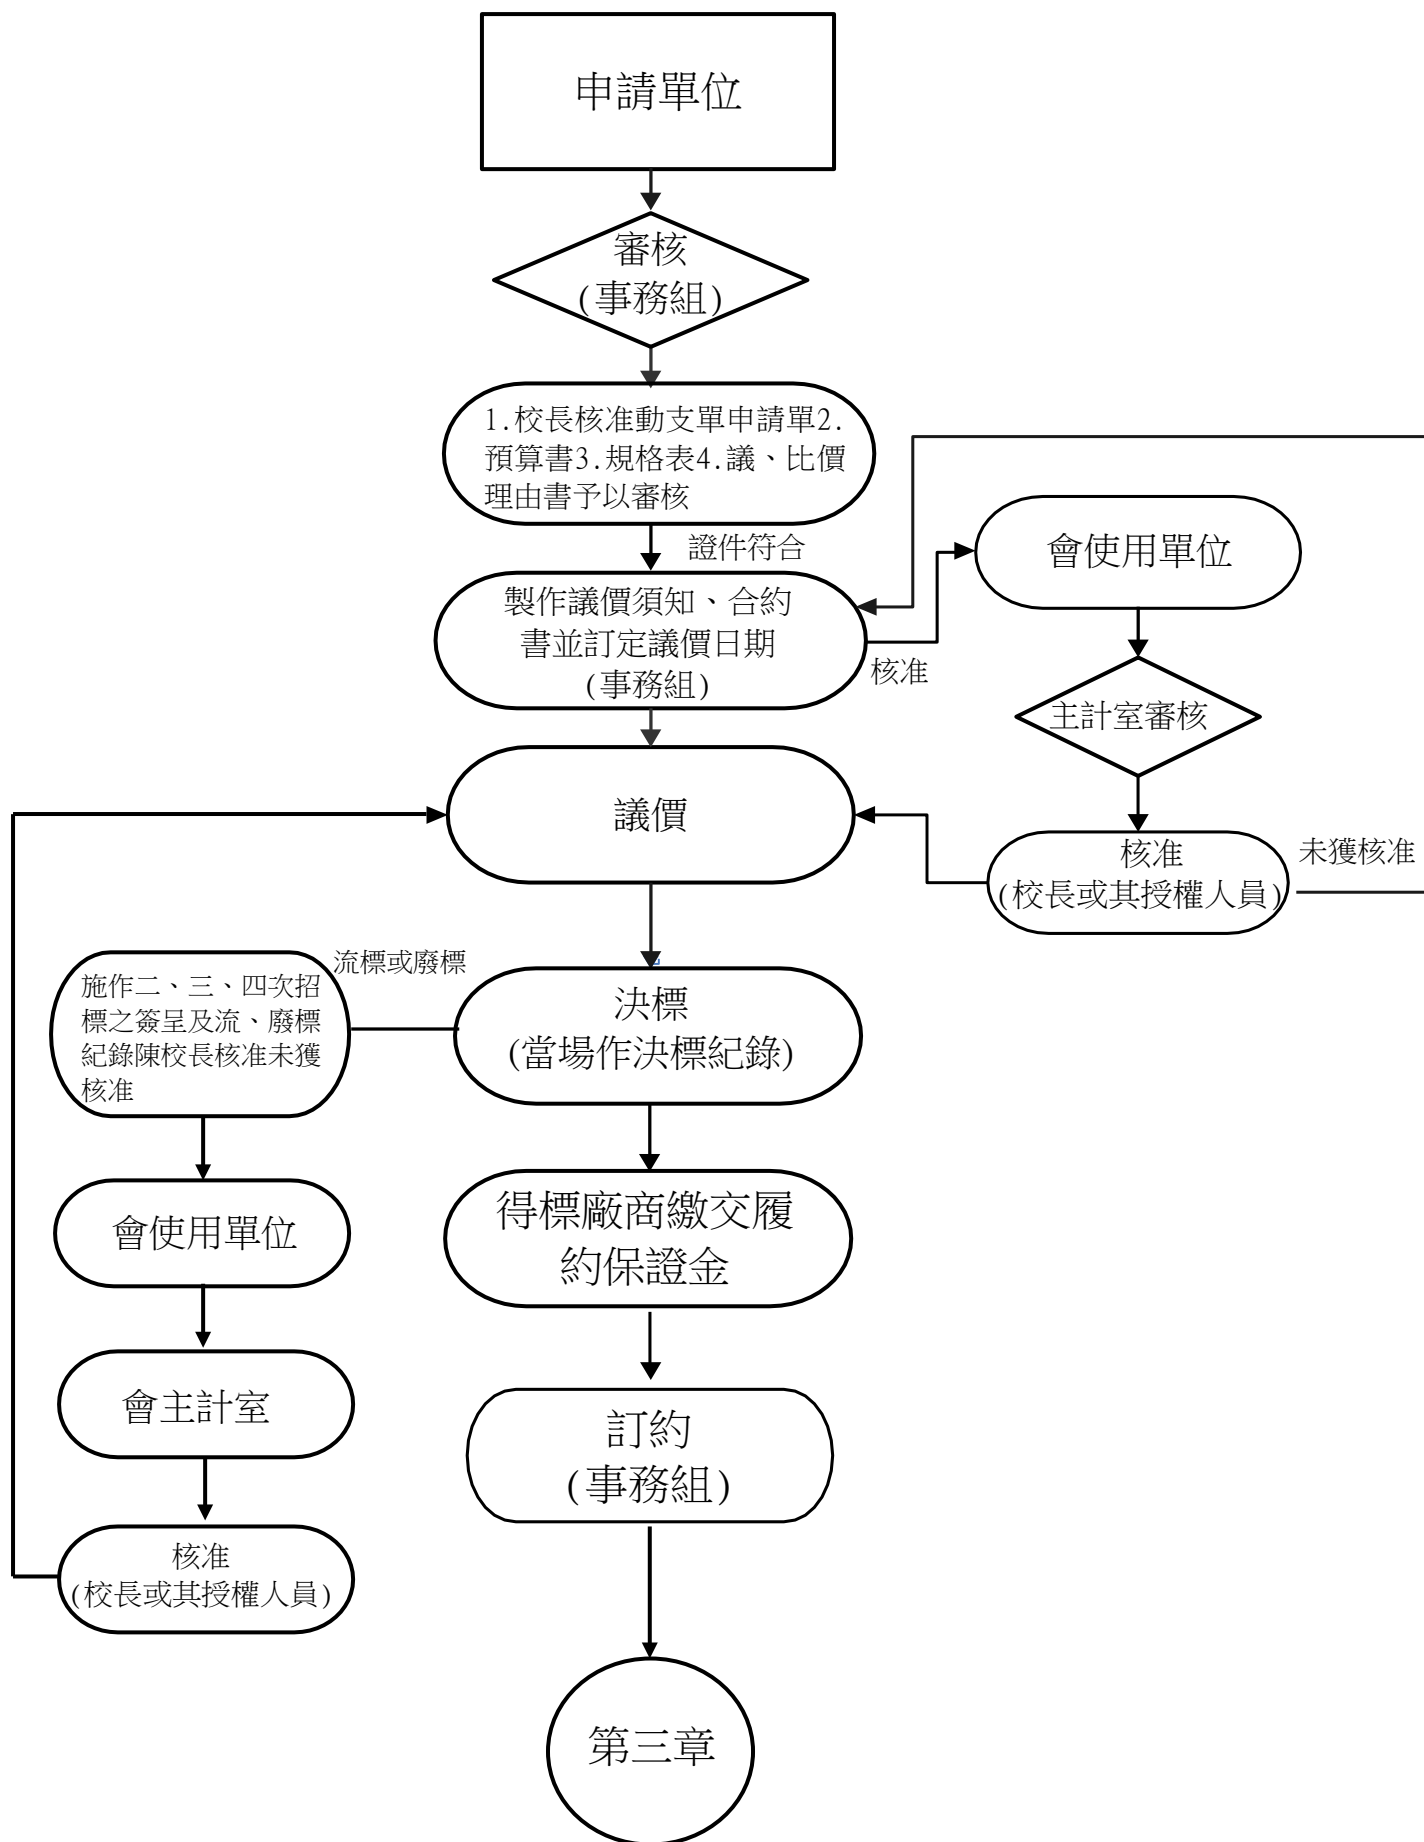 申請單位
審核
(事務組)
1.校長核准動支單申請單2.
預算書3.規格表4.議、比價
理由書予以審核
證件符合
製作議價須知、合約
書並訂定議價日期
(事務組)
核准
會使用單位
主計室審核
核准
(校長或其授權人員)
未獲核准
議價
流標或廢標
決標
(當場作決標紀錄)
施作二、三、四次招
標之簽呈及流、廢標
紀錄陳校長核准未獲
核准
會使用單位
會主計室
核准
(校長或其授權人員)
得標廠商繳交履
約保證金
訂約
(事務組)
第三章